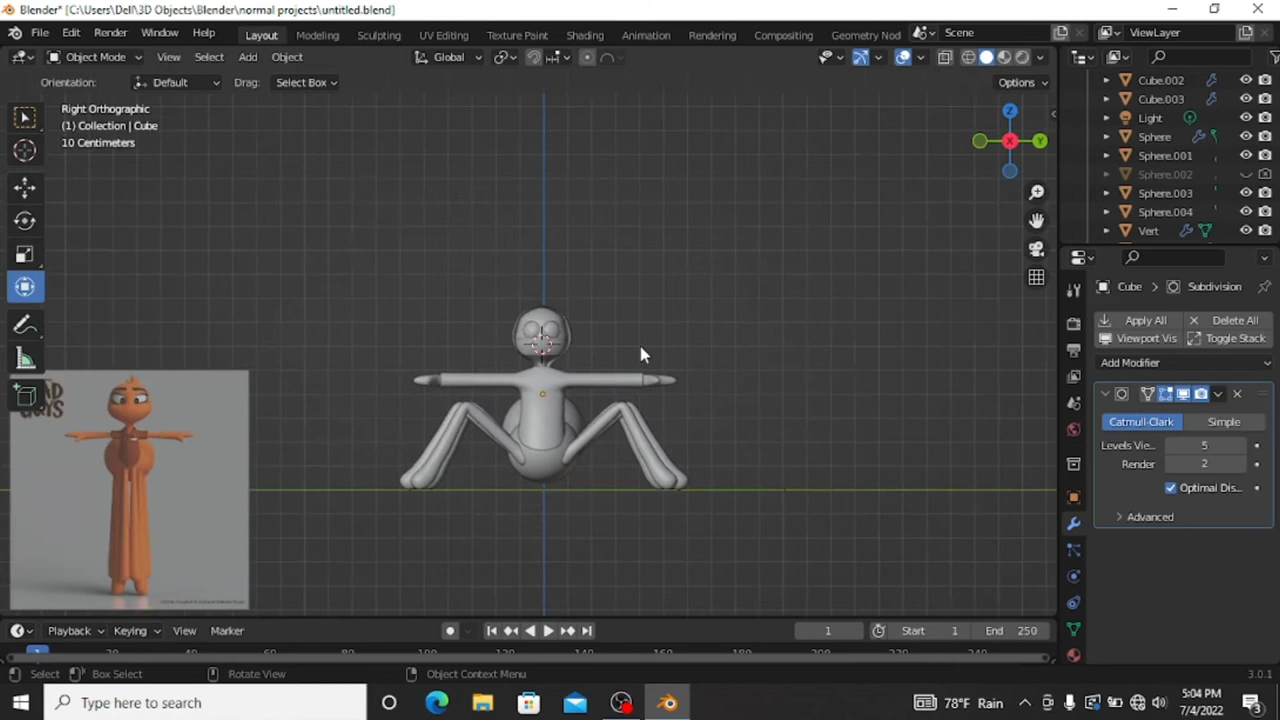 Blender* [C:\Users\Dell\3D Objects\Blender\normal projects\untitled.blend]
File Edit Render Window Help Layout Modeling Sculpting UV Editing Texture Paint Shading Animation Rendering Compositing Geometry Nod Scene ViewLayer
Object Mode View Select Add Object Global
Orientation: Default Drag: Select Box Options
Right Orthographic
(1) Collection | Cube
10 Centimeters
Z
X
Y
Cube.002
Cube.003
Light
Sphere
Sphere.001
Sphere.002
Sphere.003
Sphere.004
Vert
Cube > Subdivision
Apply All Delete All
Viewport Vis Toggle Stack
Add Modifier
Catmull-Clark Simple
Levels Vie... 5
Render 2
Optimal Dis...
Advanced
Playback Keying View Marker 1 Start 1 End 250
Select Box Select Rotate View Object Context Menu 3.0.1
Type here to search 78°F Rain 5:04 PM
7/4/2022 3